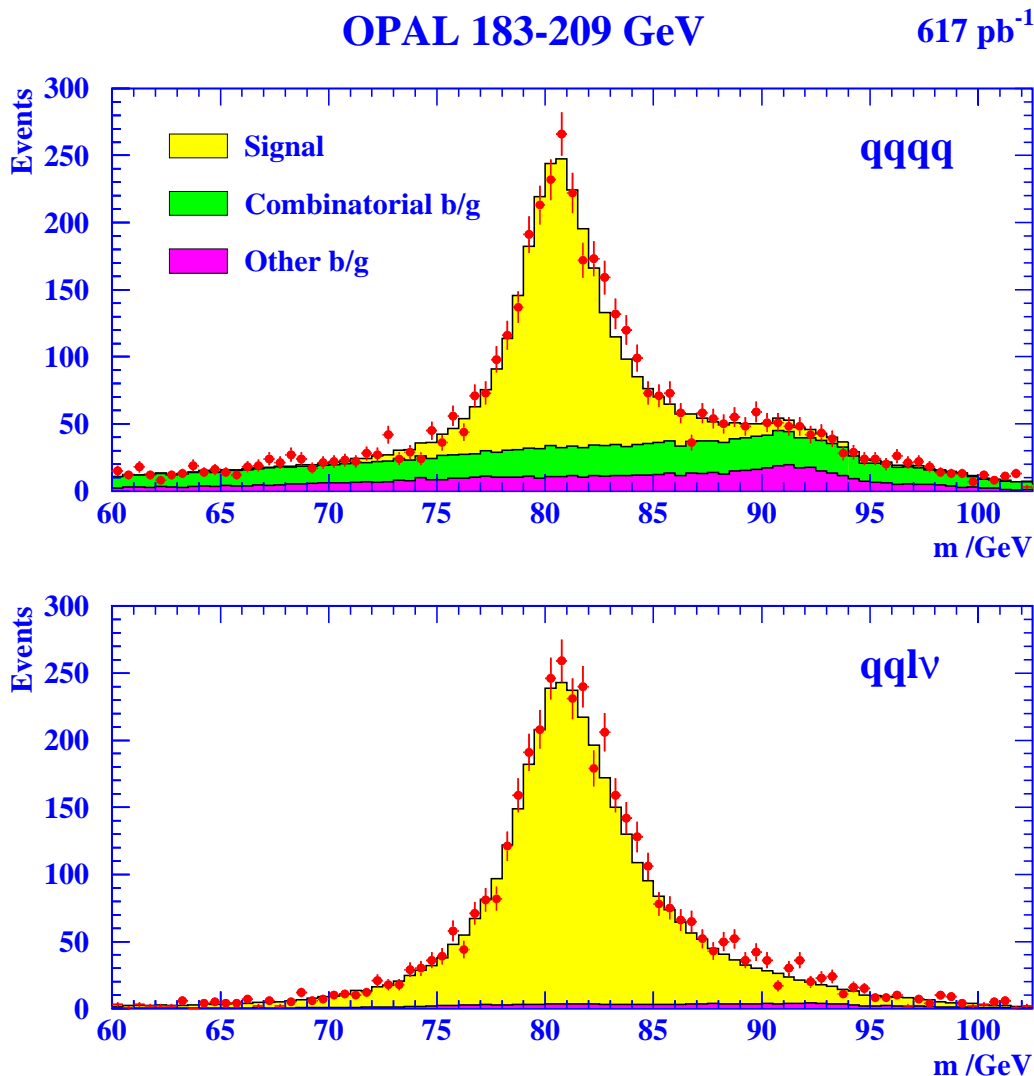 OPAL 183-209 GeV
617 pb-1
Events
300
250
200
150
100
50
0
Signal
Combinatorial b/g
Other b/g
qqqq
60 65 70 75 80 85 90 95 100
m /GeV
Events
300
250
200
150
100
50
0
qqlν
60 65 70 75 80 85 90 95 100
m /GeV